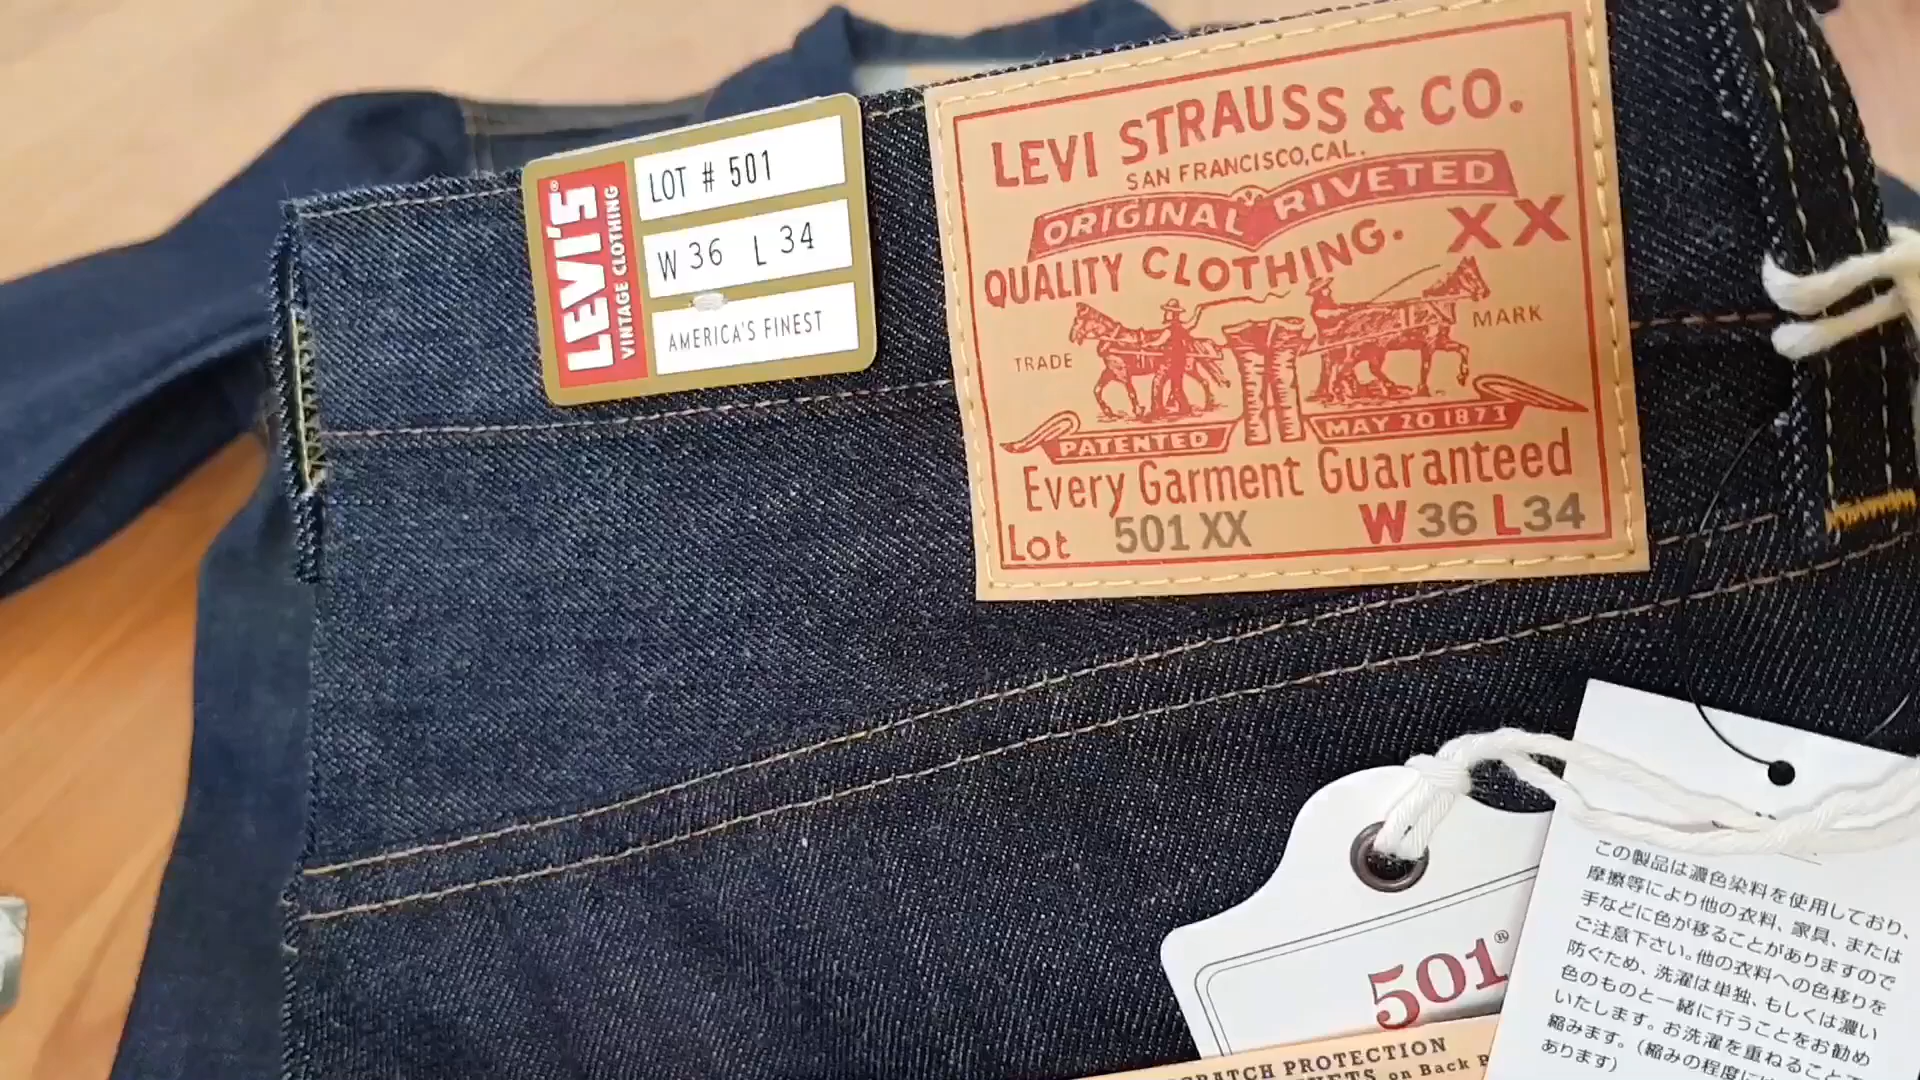 LEVI'S®
VINTAGE CLOTHING
LOT # 501
W 36 L 34
AMERICA'S FINEST
LEVI STRAUSS & CO.
SAN FRANCISCO, CAL.
ORIGINAL RIVETED
QUALITY CLOTHING. XX
TRADE MARK
PATENTED MAY 20 1873
Every Garment Guaranteed
Lot 501 XX W 36 L 34
501®
SCRATCH PROTECTION
on Back
この製品は濃色染料を使用しており、
摩擦等により他の衣料、家具、または
手などに色が移ることがありますので
ご注意下さい。他の衣料への色移りを
防ぐため、洗濯は単独、もしくは濃い
色のものと一緒に行うことをお勧め
いたします。お洗濯を重ねることで
縮みます。（縮みの程度に
あります）